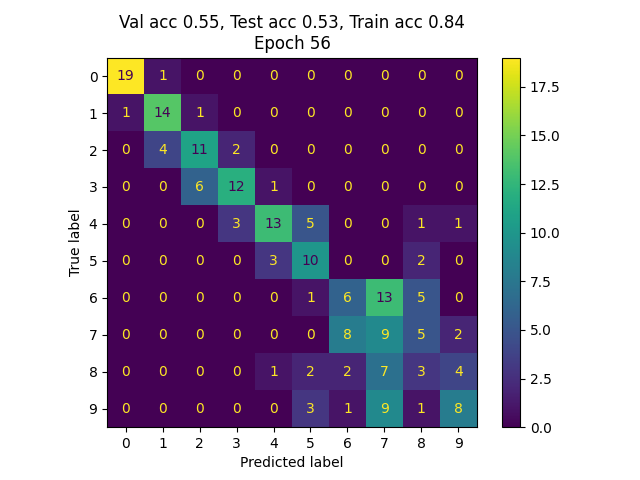 Val acc 0.55, Test acc 0.53, Train acc 0.84
Epoch 56
0 19 1 0 0 0 0 0 0 0 0
1 1 14 1 0 0 0 0 0 0 0
2 0 4 11 2 0 0 0 0 0 0
3 0 0 6 12 1 0 0 0 0 0
4 0 0 0 3 13 5 0 0 1 1
5 0 0 0 0 3 10 0 0 2 0
6 0 0 0 0 0 1 6 13 5 0
7 0 0 0 0 0 0 8 9 5 2
8 0 0 0 0 1 2 2 7 3 4
9 0 0 0 0 0 3 1 9 1 8
0 1 2 3 4 5 6 7 8 9
Predicted label
True label
17.5
15.0
12.5
10.0
7.5
5.0
2.5
0.0